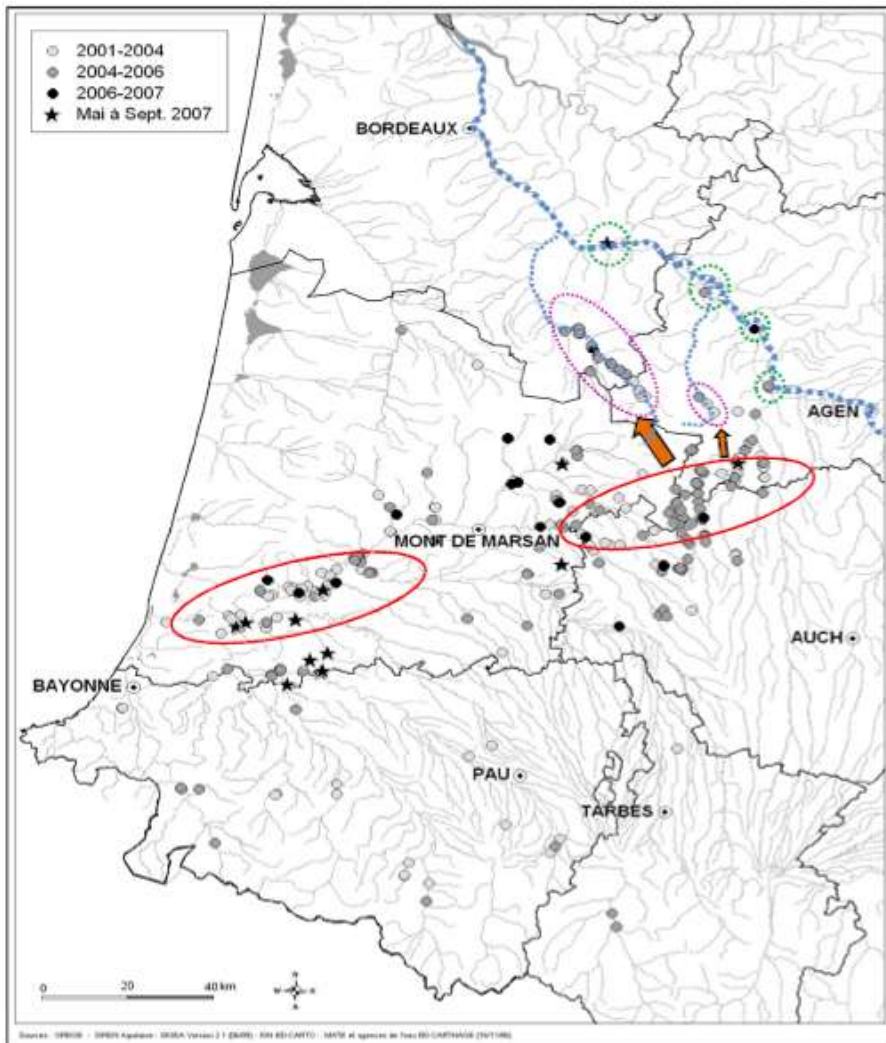 2001-2004
2004-2006
2006-2007
Mai à Sept. 2007
BORDEAUX
AGEN
MONT DE MARSAN
AUCH
BAYONNE
PAU
TARBES
0 20 40 km
N
W E
S